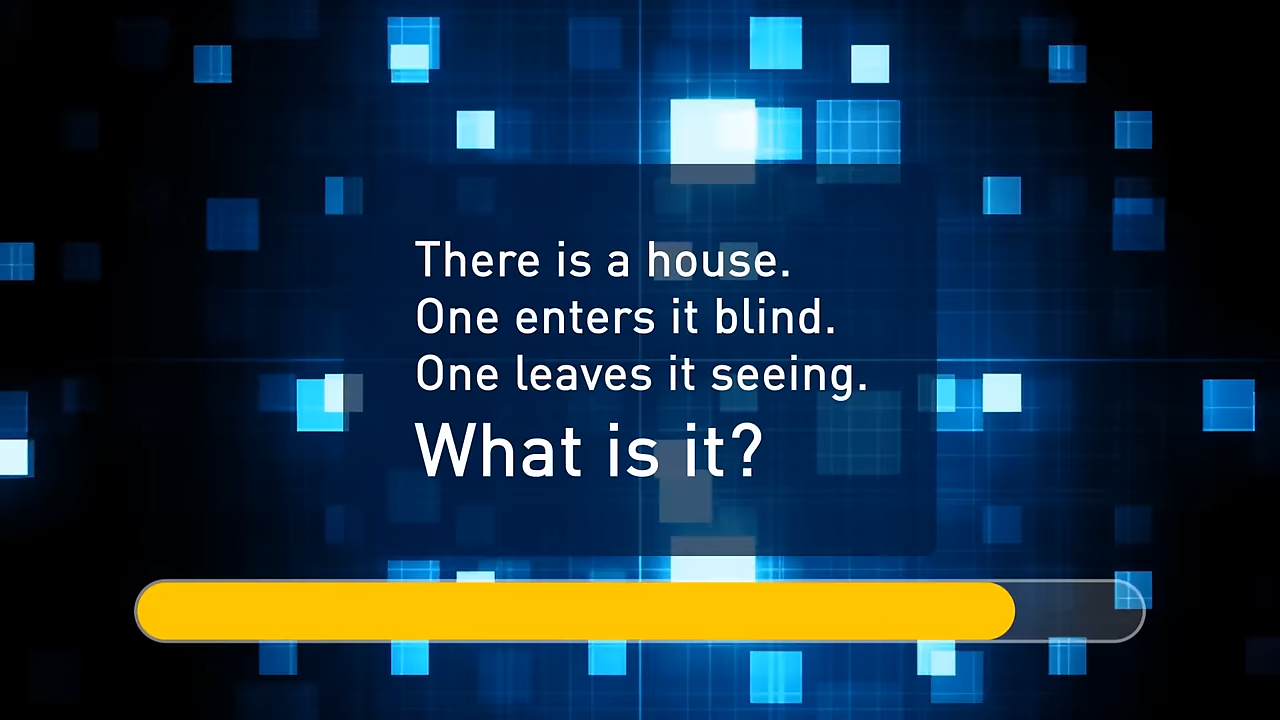 There is a house.
One enters it blind.
One leaves it seeing.
What is it?